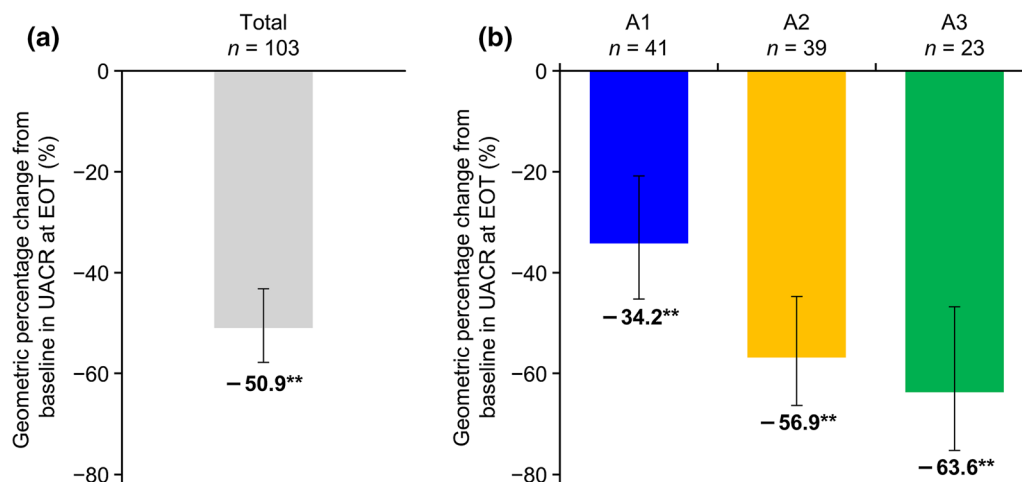 (a)
Total
n = 103
Geometric percentage change from
baseline in UACR at EOT (%)
0
−20
−40
−60
−80
−50.9**
(b)
A1
n = 41
A2
n = 39
A3
n = 23
Geometric percentage change from
baseline in UACR at EOT (%)
0
−20
−40
−60
−80
−34.2**
−56.9**
−63.6**